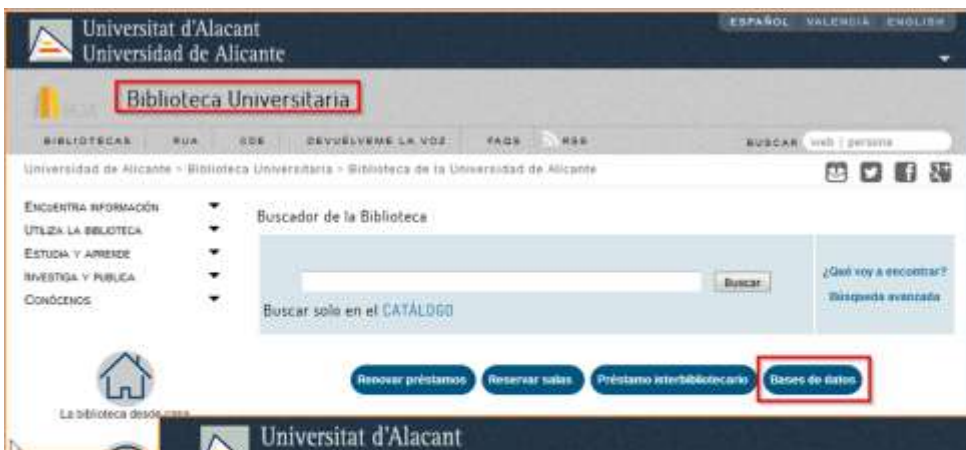 Universitat d'Alacant
Universidad de Alicante
ESPAÑOL VALENCIÀ ENGLISH
Biblioteca Universitaria
BIBLIOTECAS RUA CDE DEVUÉLVEME LA VOZ FAQS RSS
BUSCAR web | persona
Universidad de Alicante > Biblioteca Universitaria > Biblioteca de la Universidad de Alicante
ENCUENTRA INFORMACIÓN
UTILIZA LA BIBLIOTECA
ESTUDIA Y APRENDE
INVESTIGA Y PUBLICA
CONÓCENOS
Buscador de la Biblioteca
Buscar
Buscar solo en el CATÁLOGO
¿Qué voy a encontrar?
Búsqueda avanzada
Renovar préstamos
Reservar salas
Préstamo interbibliotecario
Bases de datos
La biblioteca desde casa
Universitat d'Alacant